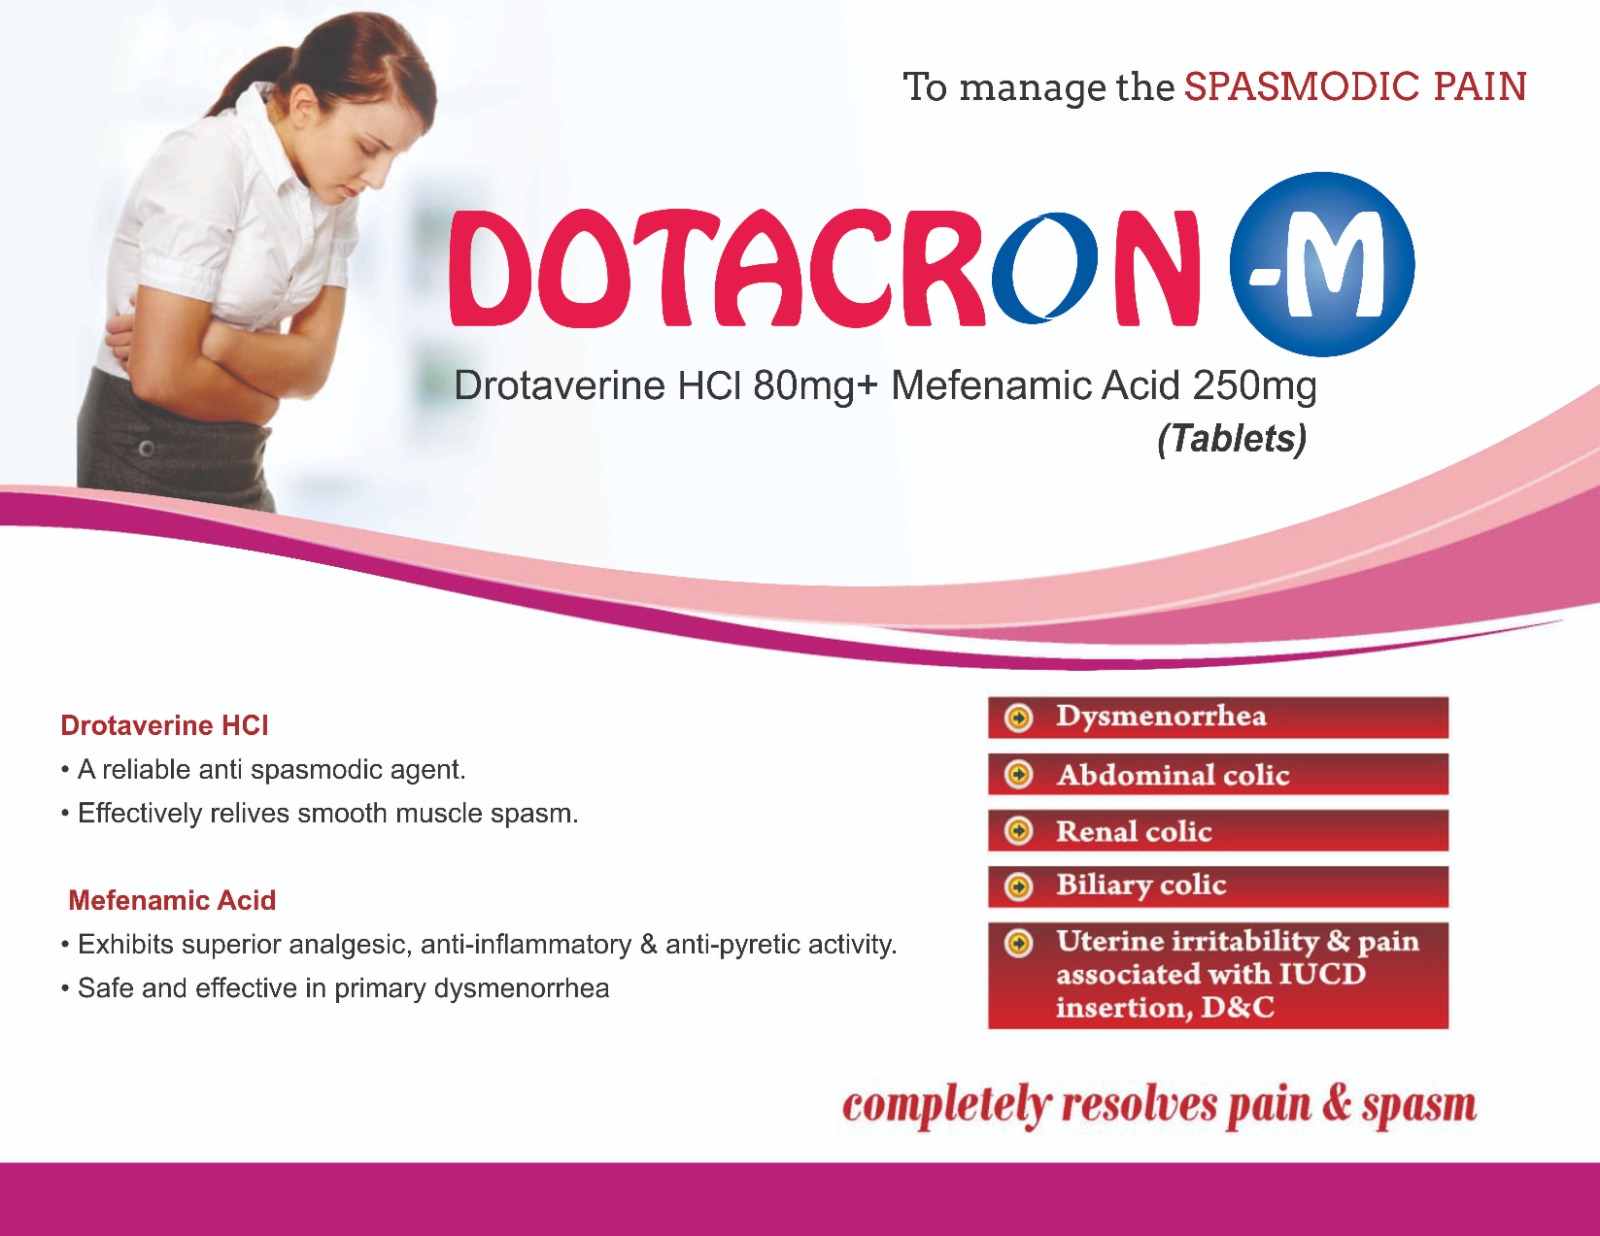 To manage the SPASMODIC PAIN
DOTACRON -M
Drotaverine HCl 80mg+ Mefenamic Acid 250mg
(Tablets)
Drotaverine HCl
• A reliable anti spasmodic agent.
• Effectively relives smooth muscle spasm.
Mefenamic Acid
• Exhibits superior analgesic, anti-inflammatory & anti-pyretic activity.
• Safe and effective in primary dysmenorrhea
Dysmenorrhea
Abdominal colic
Renal colic
Biliary colic
Uterine irritability & pain
associated with IUCD
insertion, D&C
completely resolves pain & spasm